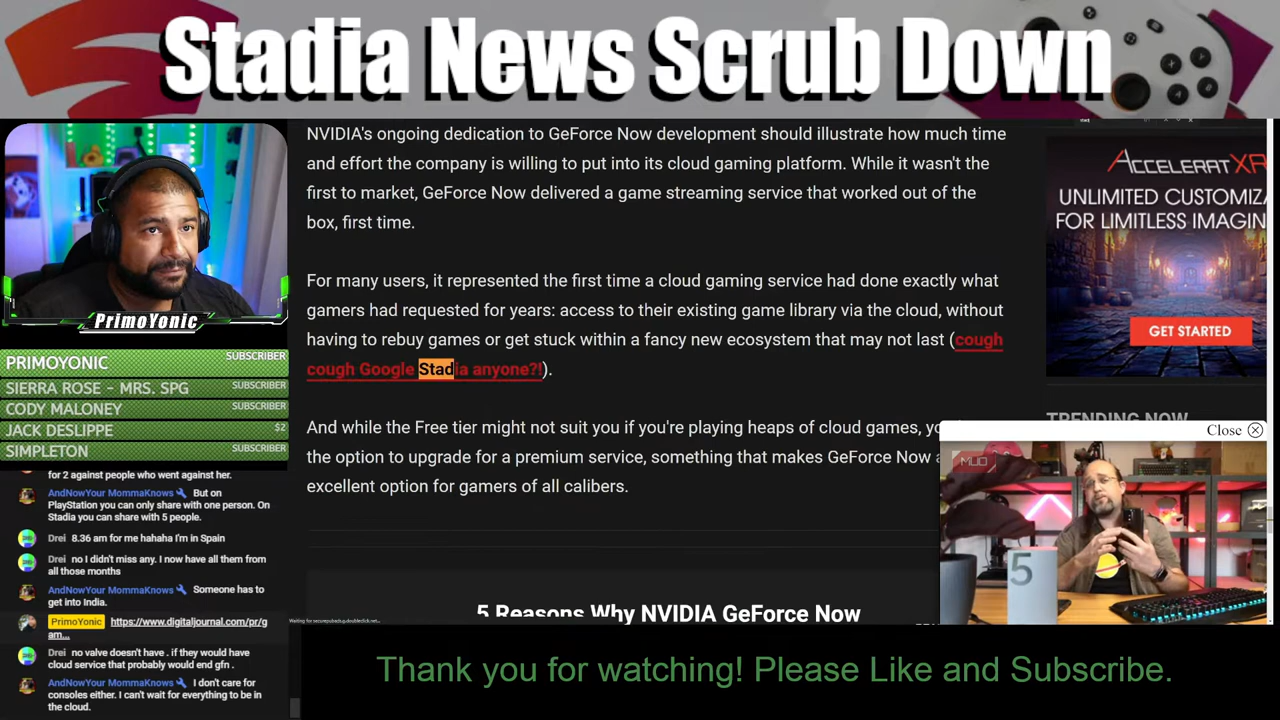 Stadia News Scrub Down
NVIDIA's ongoing dedication to GeForce Now development should illustrate how much time
and effort the company is willing to put into its cloud gaming platform. While it wasn't the
first to market, GeForce Now delivered a game streaming service that worked out of the
box, first time.
For many users, it represented the first time a cloud gaming service had done exactly what
gamers had requested for years: access to their existing game library via the cloud, without
having to rebuy games or get stuck within a fancy new ecosystem that may not last (cough
cough Google Stadia anyone?!).
And while the Free tier might not suit you if you're playing heaps of cloud games,
the option to upgrade for a premium service, something that makes GeForce Now
excellent option for gamers of all calibers.
5 Reasons Why NVIDIA GeForce Now
ACCELERATXR
UNLIMITED CUSTOMIZA
FOR LIMITLESS IMAGIN
GET STARTED
TRENDING NOW
Close
MUO
5
PrimoYonic
PRIMOYONIC SUBSCRIBER
SIERRA ROSE - MRS. SPG SUBSCRIBER
CODY MALONEY SUBSCRIBER
JACK DESLIPPE $2
SIMPLETON SUBSCRIBER
for 2 against people who went against her.
AndNowYour MommaKnows But on
PlayStation you can only share with one person. On
Stadia you can share with 5 people.
Drei 8.36 am for me hahaha I'm in Spain
Drei no I didn't miss any. I now have all them from
all those months
AndNowYour MommaKnows Someone has to
get into India.
PrimoYonic https://www.digitaljournal.com/pr/g
am...
Drei no valve doesn't have . if they would have
cloud service that probably would end gfn .
AndNowYour MommaKnows I don't care for
consoles either. I can't wait for everything to be in
the cloud.
Thank you for watching! Please Like and Subscribe.